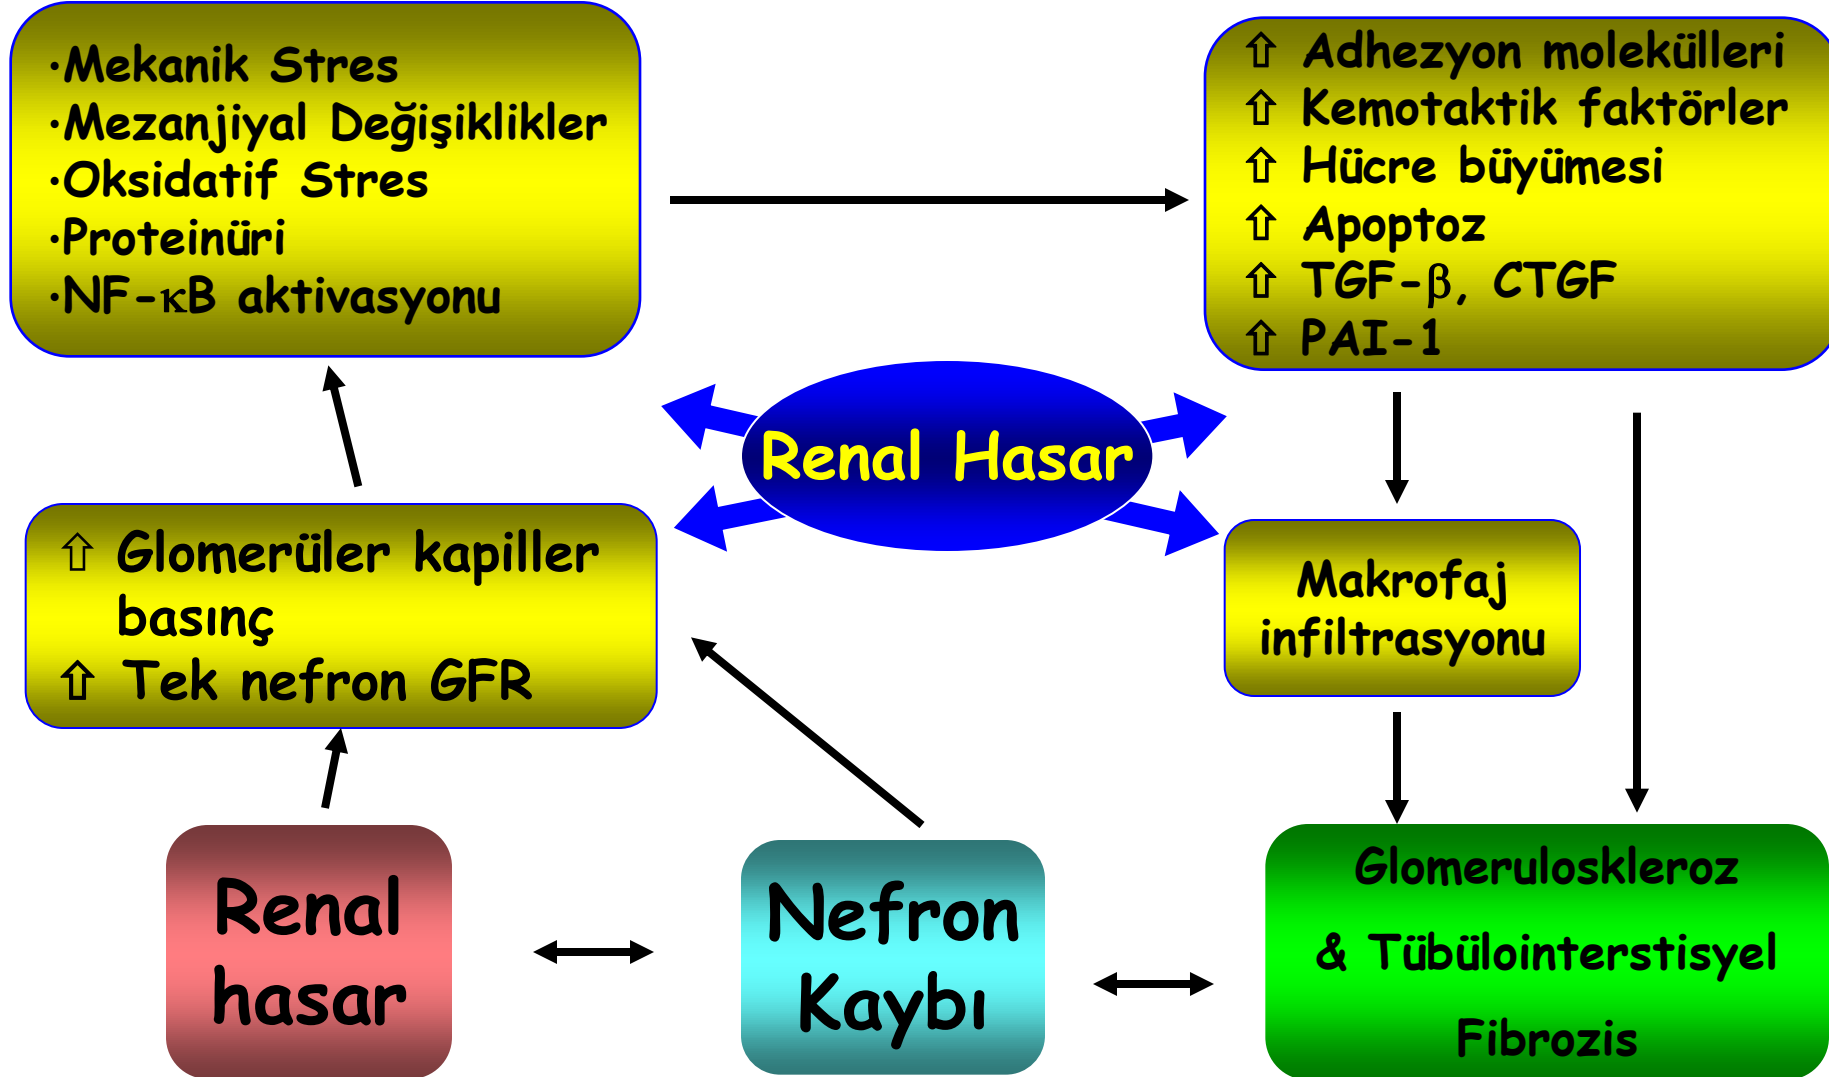 ·Mekanik Stres
·Mezanjiyal Değişiklikler
·Oksidatif Stres
·Proteinüri
·NF-κB aktivasyonu
⇧ Adhezyon molekülleri
⇧ Kemotaktik faktörler
⇧ Hücre büyümesi
⇧ Apoptoz
⇧ TGF-β, CTGF
⇧ PAI-1
Renal Hasar
⇧ Glomerüler kapiller
basınç
⇧ Tek nefron GFR
Makrofaj
infiltrasyonu
Renal
hasar
Nefron
Kaybı
Glomeruloskleroz
& Tübülointerstisyel
Fibrozis